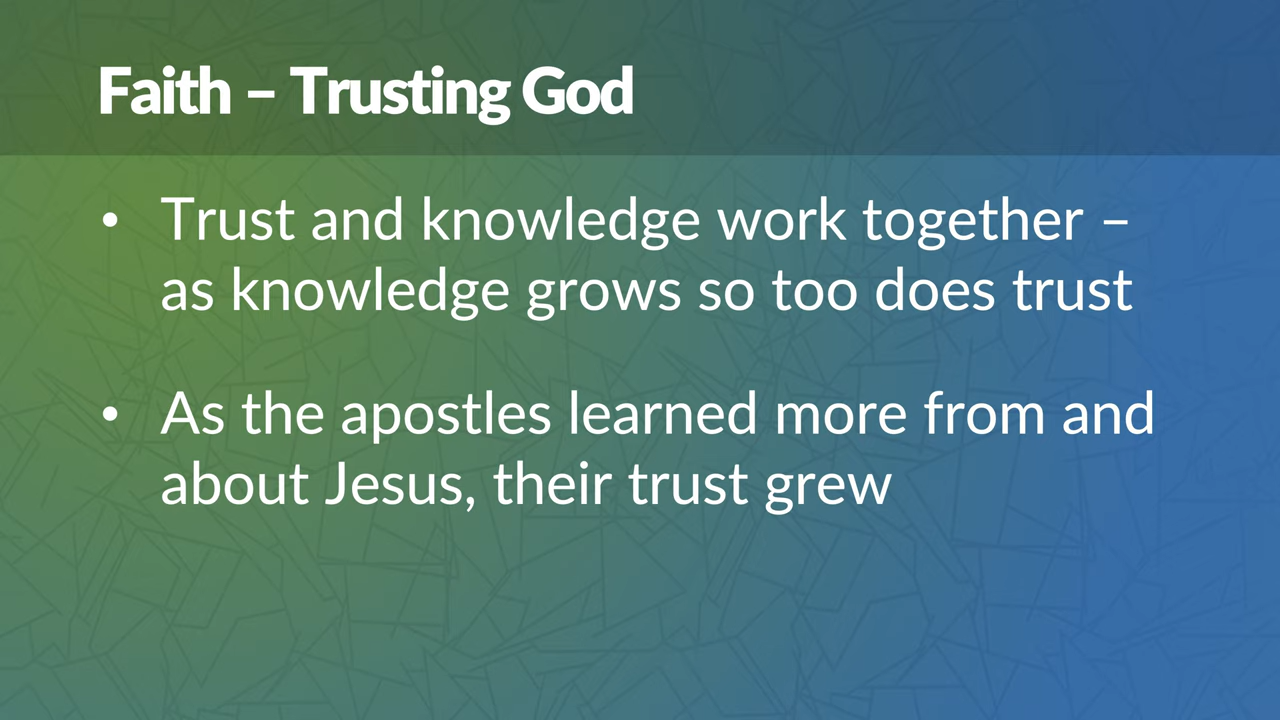 Faith – Trusting God
• Trust and knowledge work together –
as knowledge grows so too does trust
• As the apostles learned more from and
about Jesus, their trust grew